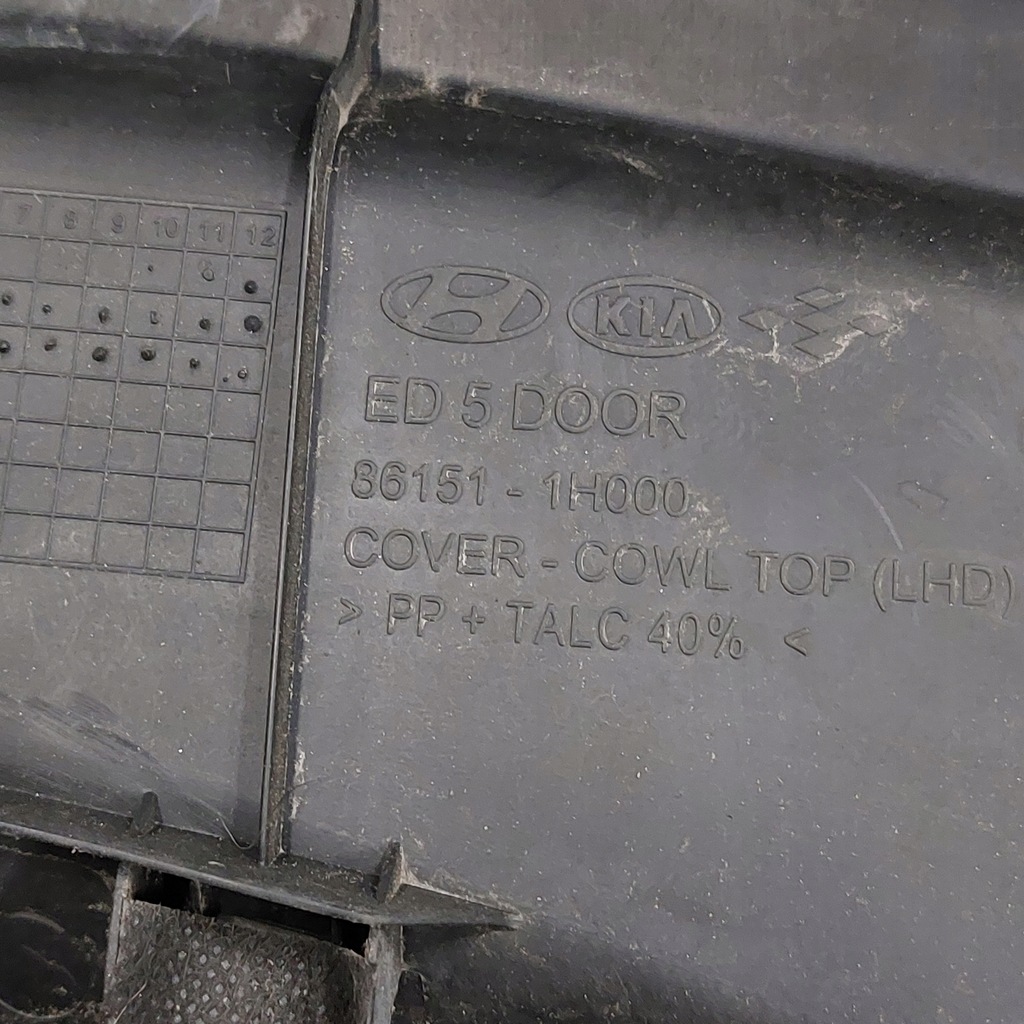 7 8 9 10 11 12
KIA
ED 5 DOOR
86151 - 1H000
COVER - COWL TOP (LHD)
> PP + TALC 40% <